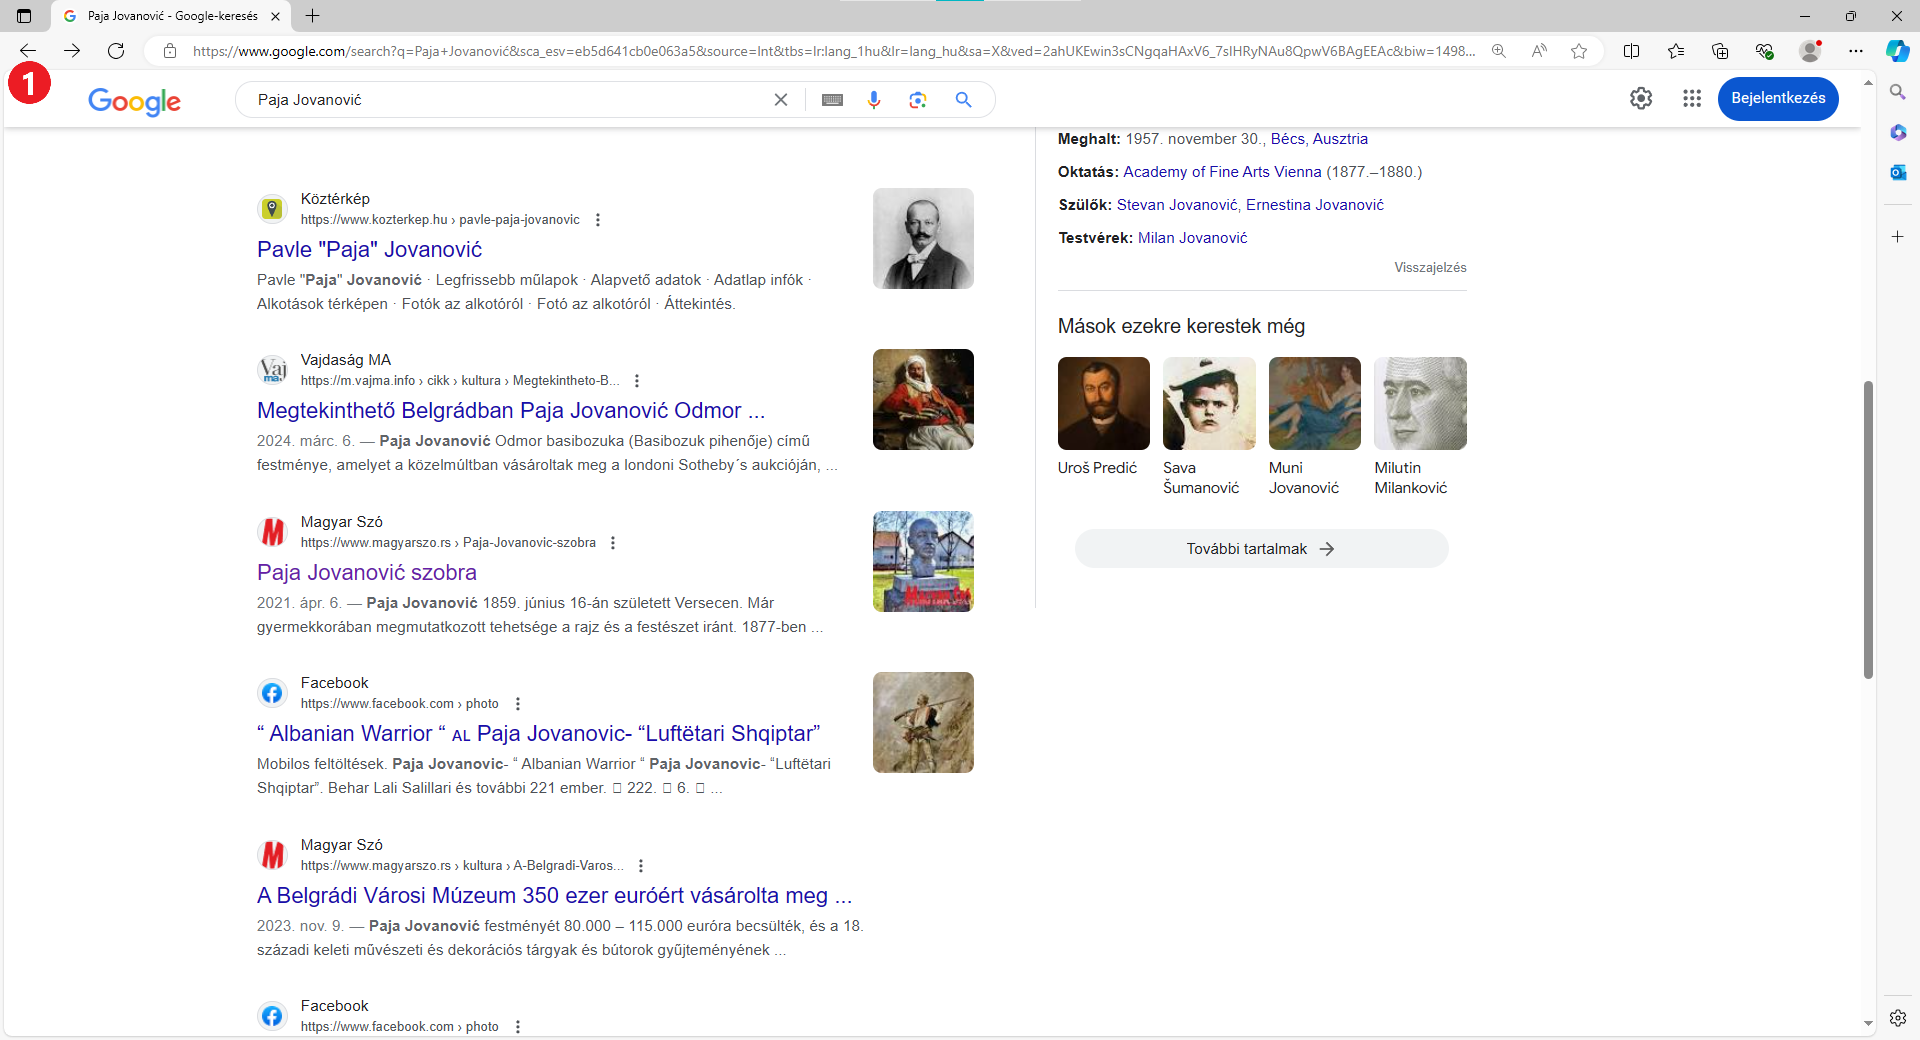 Paja Jovanović - Google-keresés
https://www.google.com/search?q=Paja+Jovanović&sca_esv=eb5d641cb0e063a5&source=lnt&tbs=lr:lang_1hu&lr=lang_hu&sa=X&ved=2ahUKEwin3sCNgqaHAxV6_7sIHRyNAu8QpwV6BAgEEAc&biw=1498...
1
Google
Paja Jovanović
Bejelentkezés
Köztérkép
https://www.kozterkep.hu › pavle-paja-jovanovic
Pavle "Paja" Jovanović
Pavle "Paja" Jovanović · Legfrissebb műlapok · Alapvető adatok · Adatlap infók ·
Alkotások térképen · Fotók az alkotóról · Fotó az alkotóról · Áttekintés.
Vajdaság MA
https://m.vajma.info › cikk › kultura › Megtekintheto-B...
Megtekinthető Belgrádban Paja Jovanović Odmor ...
2024. márc. 6. — Paja Jovanović Odmor basibozuka (Basibozuk pihenője) című
festménye, amelyet a közelmúltban vásároltak meg a londoni Sotheby´s aukcióján, ...
Magyar Szó
https://www.magyarszo.rs › Paja-Jovanovic-szobra
Paja Jovanović szobra
2021. ápr. 6. — Paja Jovanović 1859. június 16-án született Versecen. Már
gyermekkorában megmutatkozott tehetsége a rajz és a festészet iránt. 1877-ben ...
Facebook
https://www.facebook.com › photo
“ Albanian Warrior “ AL Paja Jovanovic- “Luftëtari Shqiptar”
Mobilos feltöltések. Paja Jovanovic- “ Albanian Warrior “ Paja Jovanovic- “Luftëtari
Shqiptar”. Behar Lali Salillari és további 221 ember. 222. 6. ...
Magyar Szó
https://www.magyarszo.rs › kultura › A-Belgradi-Varos...
A Belgrádi Városi Múzeum 350 ezer euróért vásárolta meg ...
2023. nov. 9. — Paja Jovanović festményét 80.000 – 115.000 euróra becsülték, és a 18.
századi keleti művészeti és dekorációs tárgyak és bútorok gyűjteményének ...
Facebook
https://www.facebook.com › photo
Meghalt: 1957. november 30., Bécs, Ausztria
Oktatás: Academy of Fine Arts Vienna (1877.–1880.)
Szülők: Stevan Jovanović, Ernestina Jovanović
Testvérek: Milan Jovanović
Visszajelzés
Mások ezekre kerestek még
Uroš Predić
Sava
Šumanović
Muni
Jovanović
Milutin
Milanković
További tartalmak